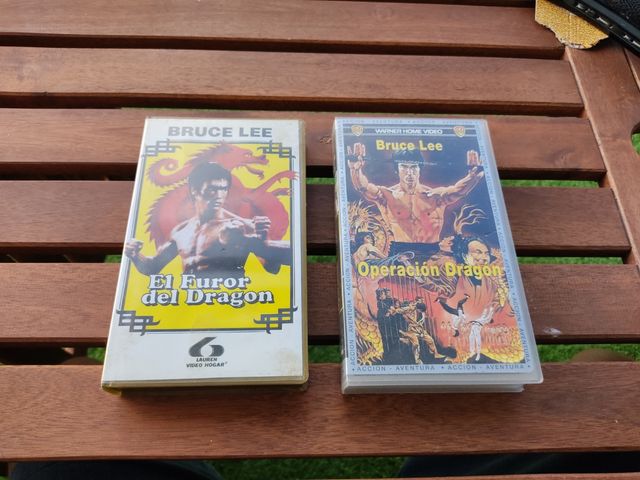 BRUCE LEE
El Furor
del Dragon
LAUREN
VIDEO HOGAR
WARNER HOME VIDEO
Bruce Lee
Operación Dragón
• ACCION - AVENTURA • ACCION - AVENTURA •